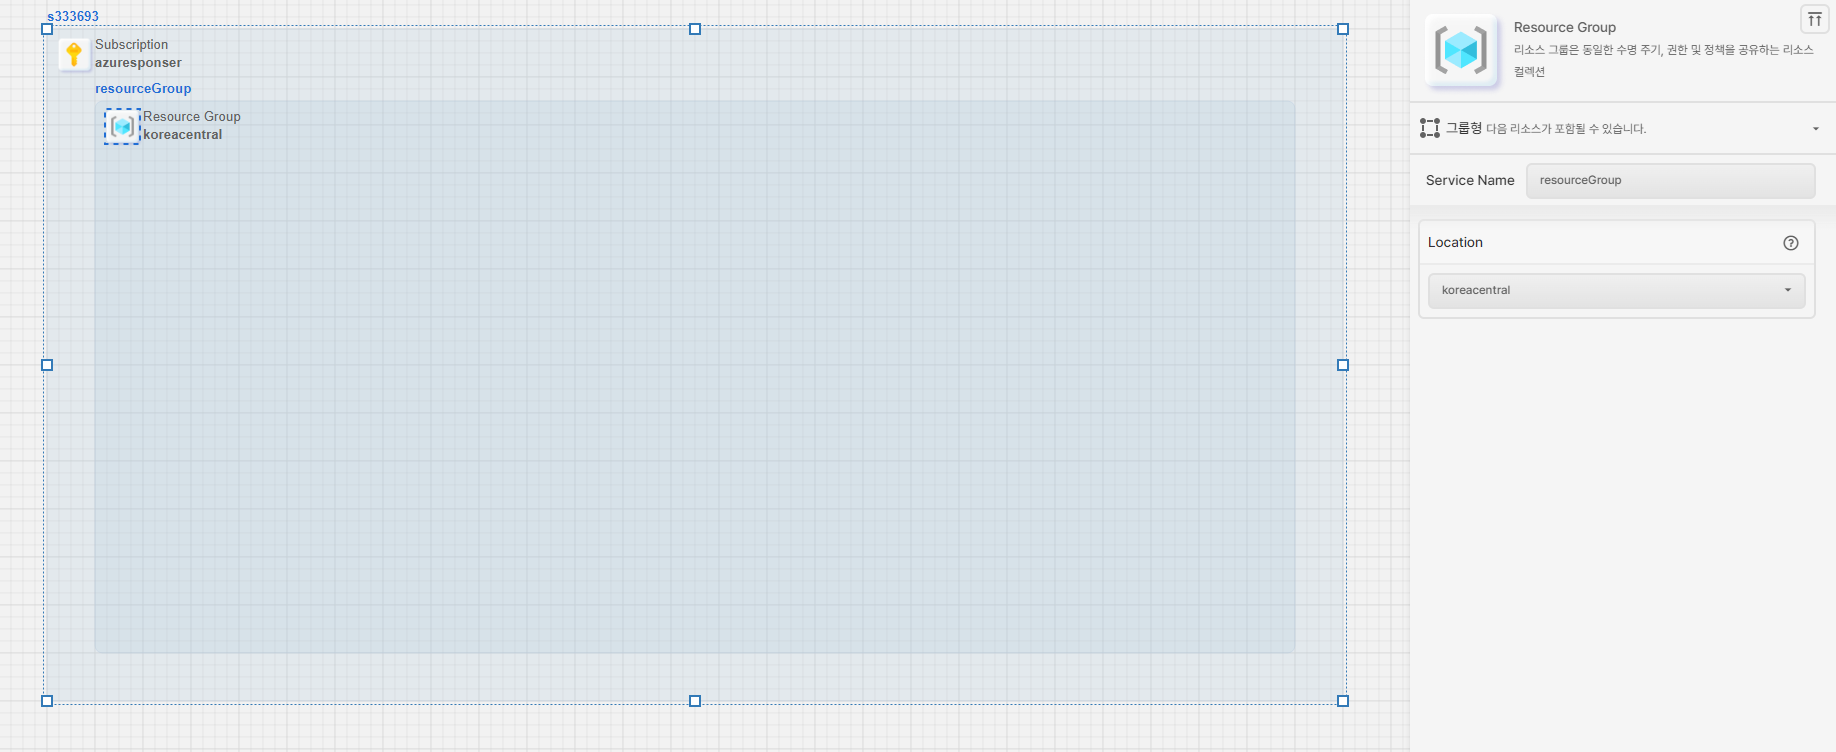 s333693
Subscription
azuresponser
resourceGroup
Resource Group
koreacentral
Resource Group
리소스 그룹은 동일한 수명 주기, 권한 및 정책을 공유하는 리소스
컬렉션
그룹형 다음 리소스가 포함될 수 있습니다.
Service Name resourceGroup
Location
koreacentral